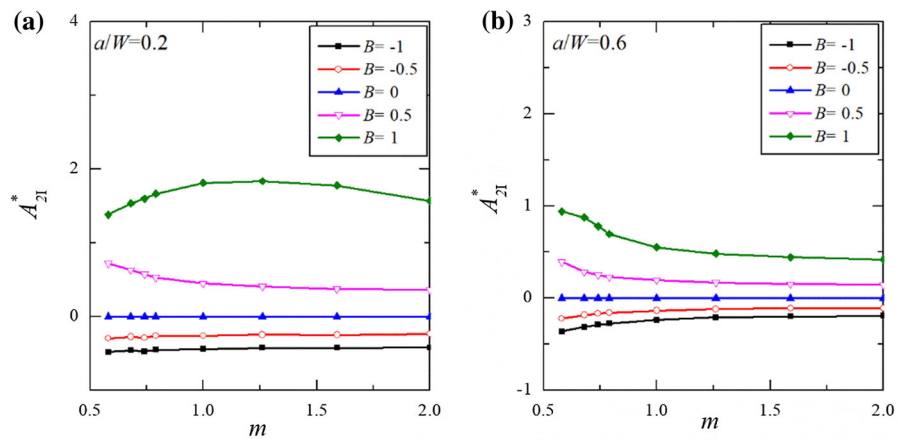 (a)
a/W=0.2
B= -1
B= -0.5
B= 0
B= 0.5
B= 1
4
2
0
A*2I
0.5 1.0 1.5 2.0
m
(b)
a/W=0.6
B= -1
B= -0.5
B= 0
B= 0.5
B= 1
3
2
1
0
-1
A*2I
0.5 1.0 1.5 2.0
m